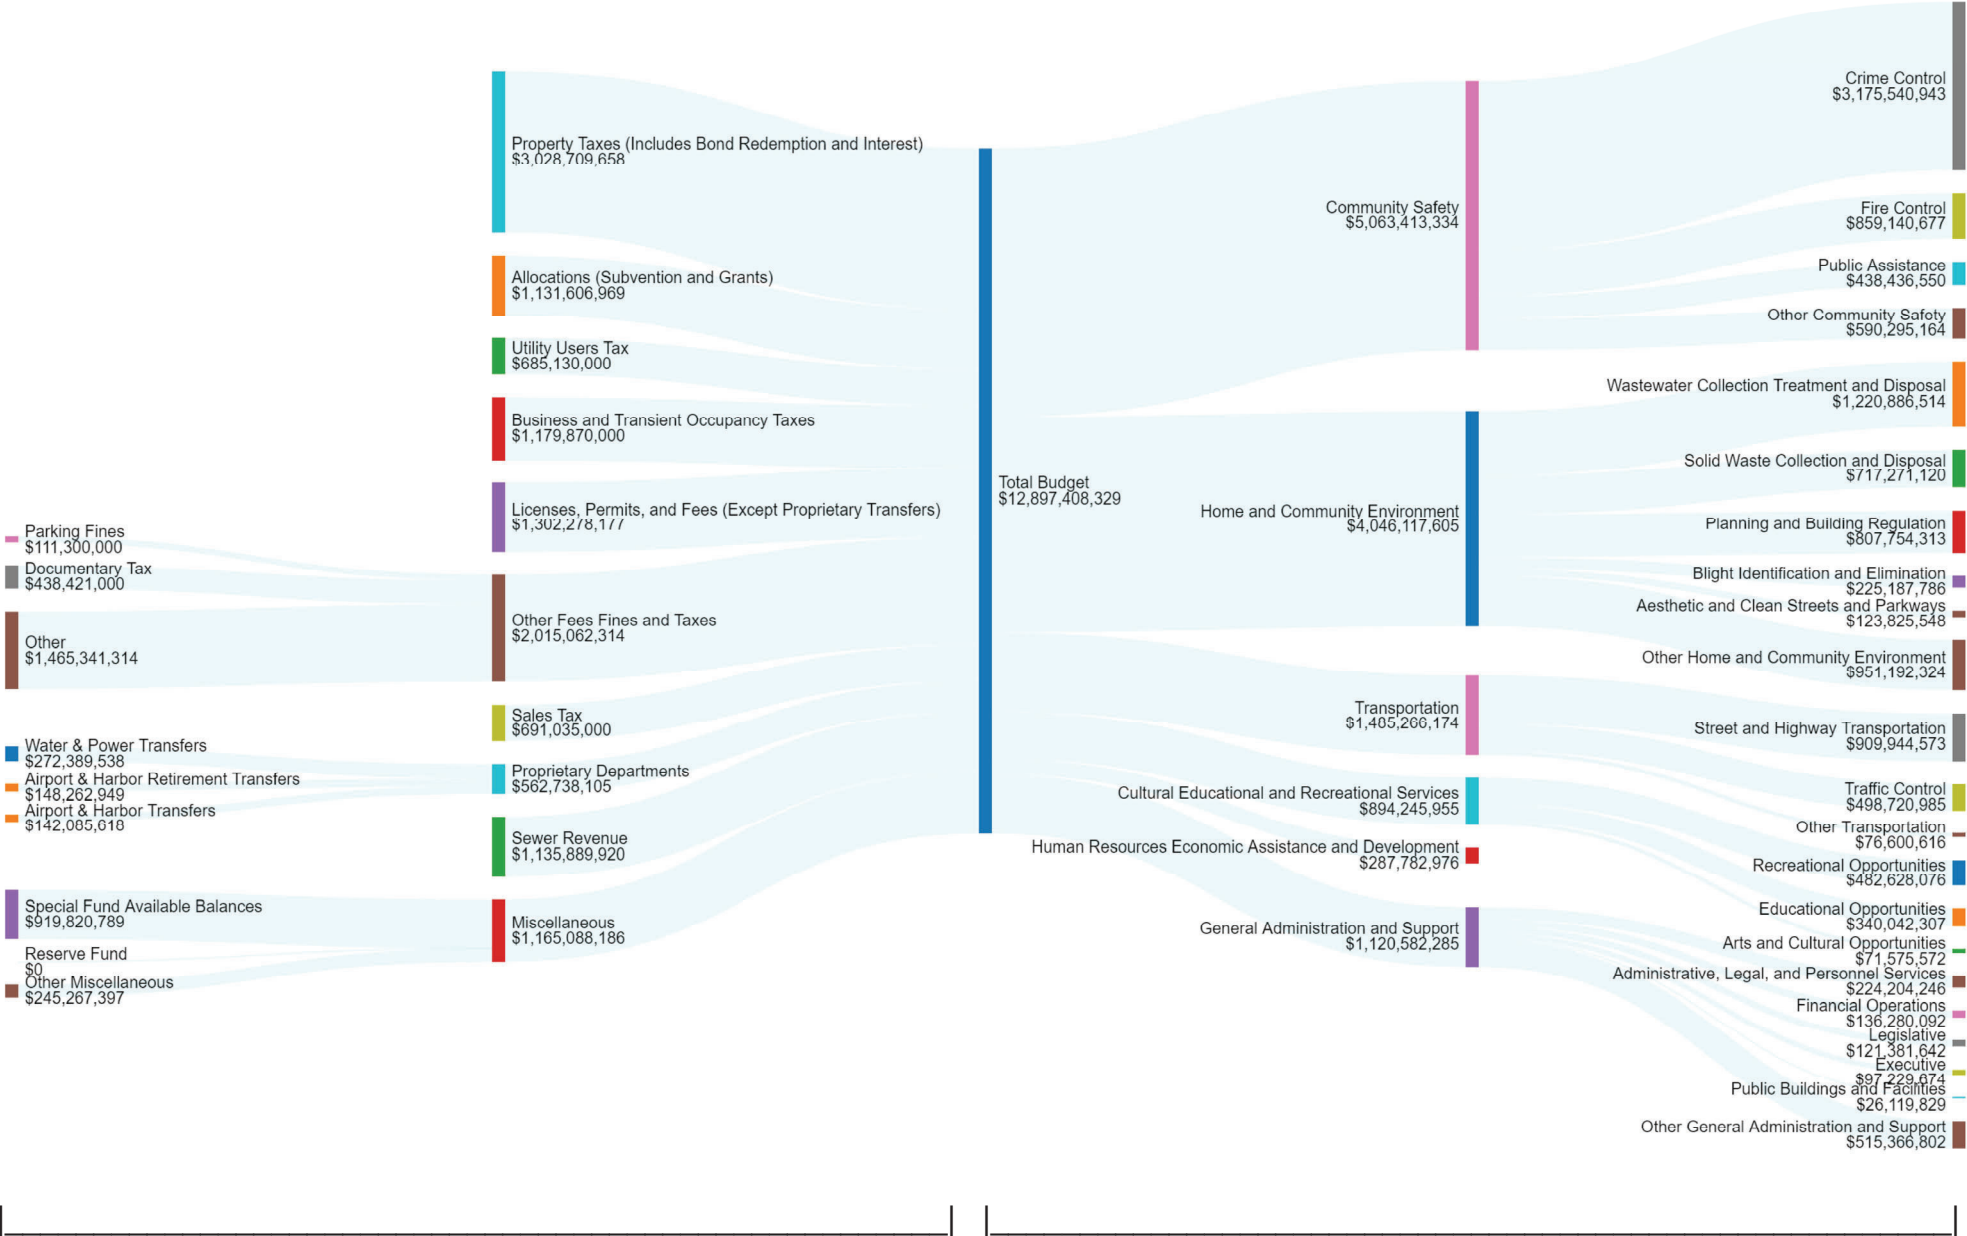 Property Taxes (Includes Bond Redemption and Interest)
$3,028,709,658
Allocations (Subvention and Grants)
$1,131,606,969
Utility Users Tax
$685,130,000
Business and Transient Occupancy Taxes
$1,179,870,000
Licenses, Permits, and Fees (Except Proprietary Transfers)
$1,302,278,177
Parking Fines
$111,300,000
Documentary Tax
$438,421,000
Other
$1,465,341,314
Other Fees Fines and Taxes
$2,015,062,314
Sales Tax
$691,035,000
Water & Power Transfers
$272,389,538
Airport & Harbor Retirement Transfers
$148,262,949
Airport & Harbor Transfers
$142,085,618
Proprietary Departments
$562,738,105
Sewer Revenue
$1,135,889,920
Special Fund Available Balances
$919,820,789
Reserve Fund
$0
Other Miscellaneous
$245,267,397
Miscellaneous
$1,165,088,186
Total Budget
$12,897,408,329
Community Safety
$5,063,413,334
Home and Community Environment
$4,046,117,605
Transportation
$1,485,266,174
Cultural Educational and Recreational Services
$894,245,955
Human Resources Economic Assistance and Development
$287,782,976
General Administration and Support
$1,120,582,285
Crime Control
$3,175,540,943
Fire Control
$859,140,677
Public Assistance
$438,436,550
Other Community Safety
$590,295,164
Wastewater Collection Treatment and Disposal
$1,220,886,514
Solid Waste Collection and Disposal
$717,271,120
Planning and Building Regulation
$807,754,313
Blight Identification and Elimination
$225,187,786
Aesthetic and Clean Streets and Parkways
$123,825,548
Other Home and Community Environment
$951,192,324
Street and Highway Transportation
$909,944,573
Traffic Control
$498,720,985
Other Transportation
$76,600,616
Recreational Opportunities
$482,628,076
Educational Opportunities
$340,042,307
Arts and Cultural Opportunities
$71,575,572
Administrative, Legal, and Personnel Services
$224,204,246
Financial Operations
$136,280,092
Legislative
$121,381,642
Executive
$97,229,674
Public Buildings and Facilities
$26,119,829
Other General Administration and Support
$515,366,802